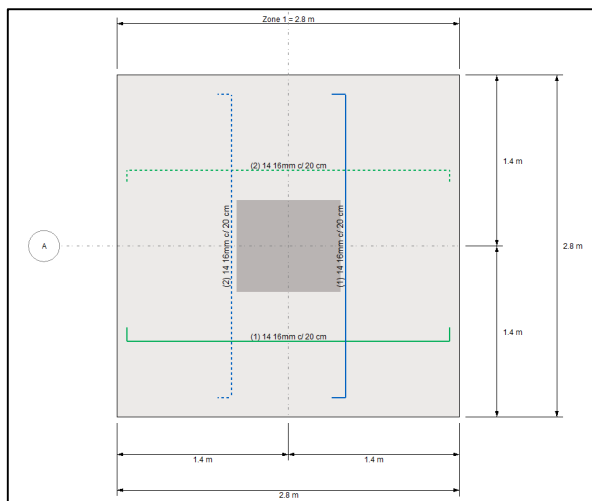 Zone 1 = 2.8 m
(2) 14 16mm c/ 20 cm
1.4 m
(2) 14 16mm c/ 20 cm
(1) 14 16mm c/ 20 cm
A
2.8 m
(1) 14 16mm c/ 20 cm
1.4 m
1.4 m
1.4 m
2.8 m